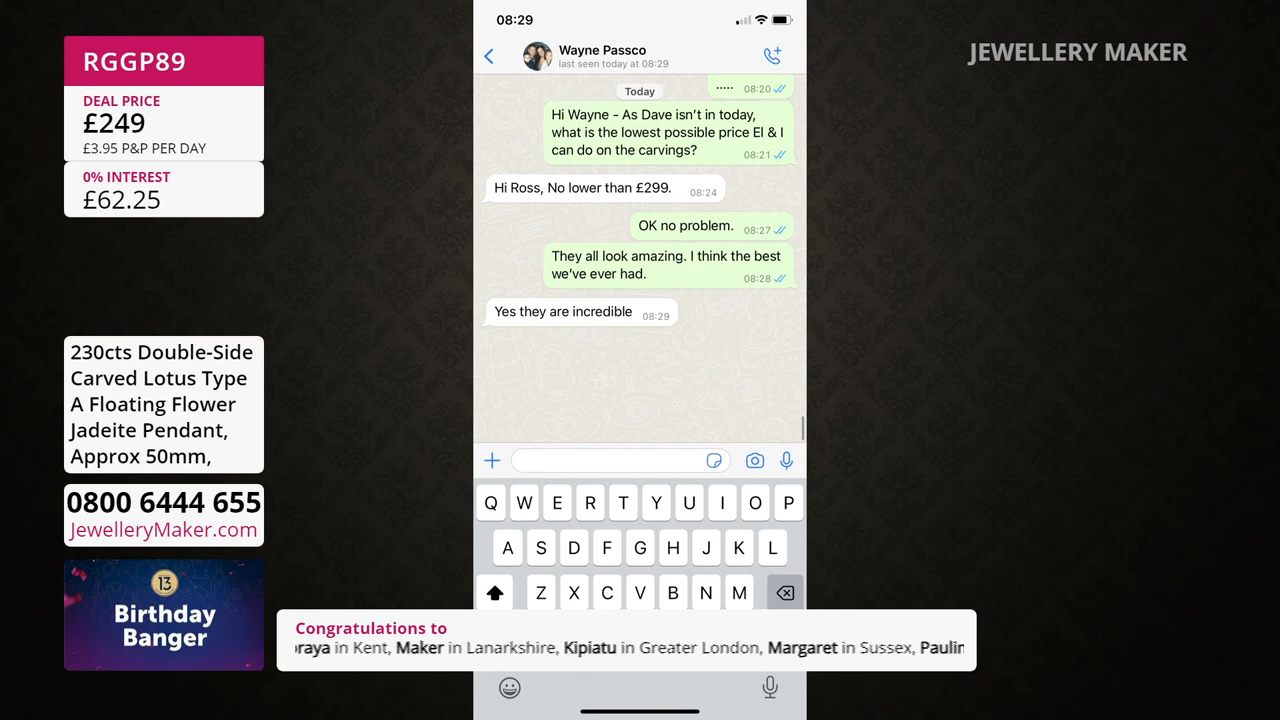 RGGP89
DEAL PRICE
£249
£3.95 P&P PER DAY
0% INTEREST
£62.25
230cts Double-Side
Carved Lotus Type
A Floating Flower
Jadeite Pendant,
Approx 50mm,
0800 6444 655
JewelleryMaker.com
13
Birthday
Banger
08:29
Wayne Passco
last seen today at 08:29
..... 08:20
Today
Hi Wayne - As Dave isn't in today,
what is the lowest possible price El & I
can do on the carvings?
08:21
Hi Ross, No lower than £299. 08:24
OK no problem. 08:27
They all look amazing. I think the best
we've ever had.
08:28
Yes they are incredible 08:29
Q W E R T Y U I O P
A S D F G H J K L
Z X C V B N M
Congratulations to
in Kent, Maker in Lanarkshire, Kipiatu in Greater London, Margaret in Sussex,
JEWELLERY MAKER